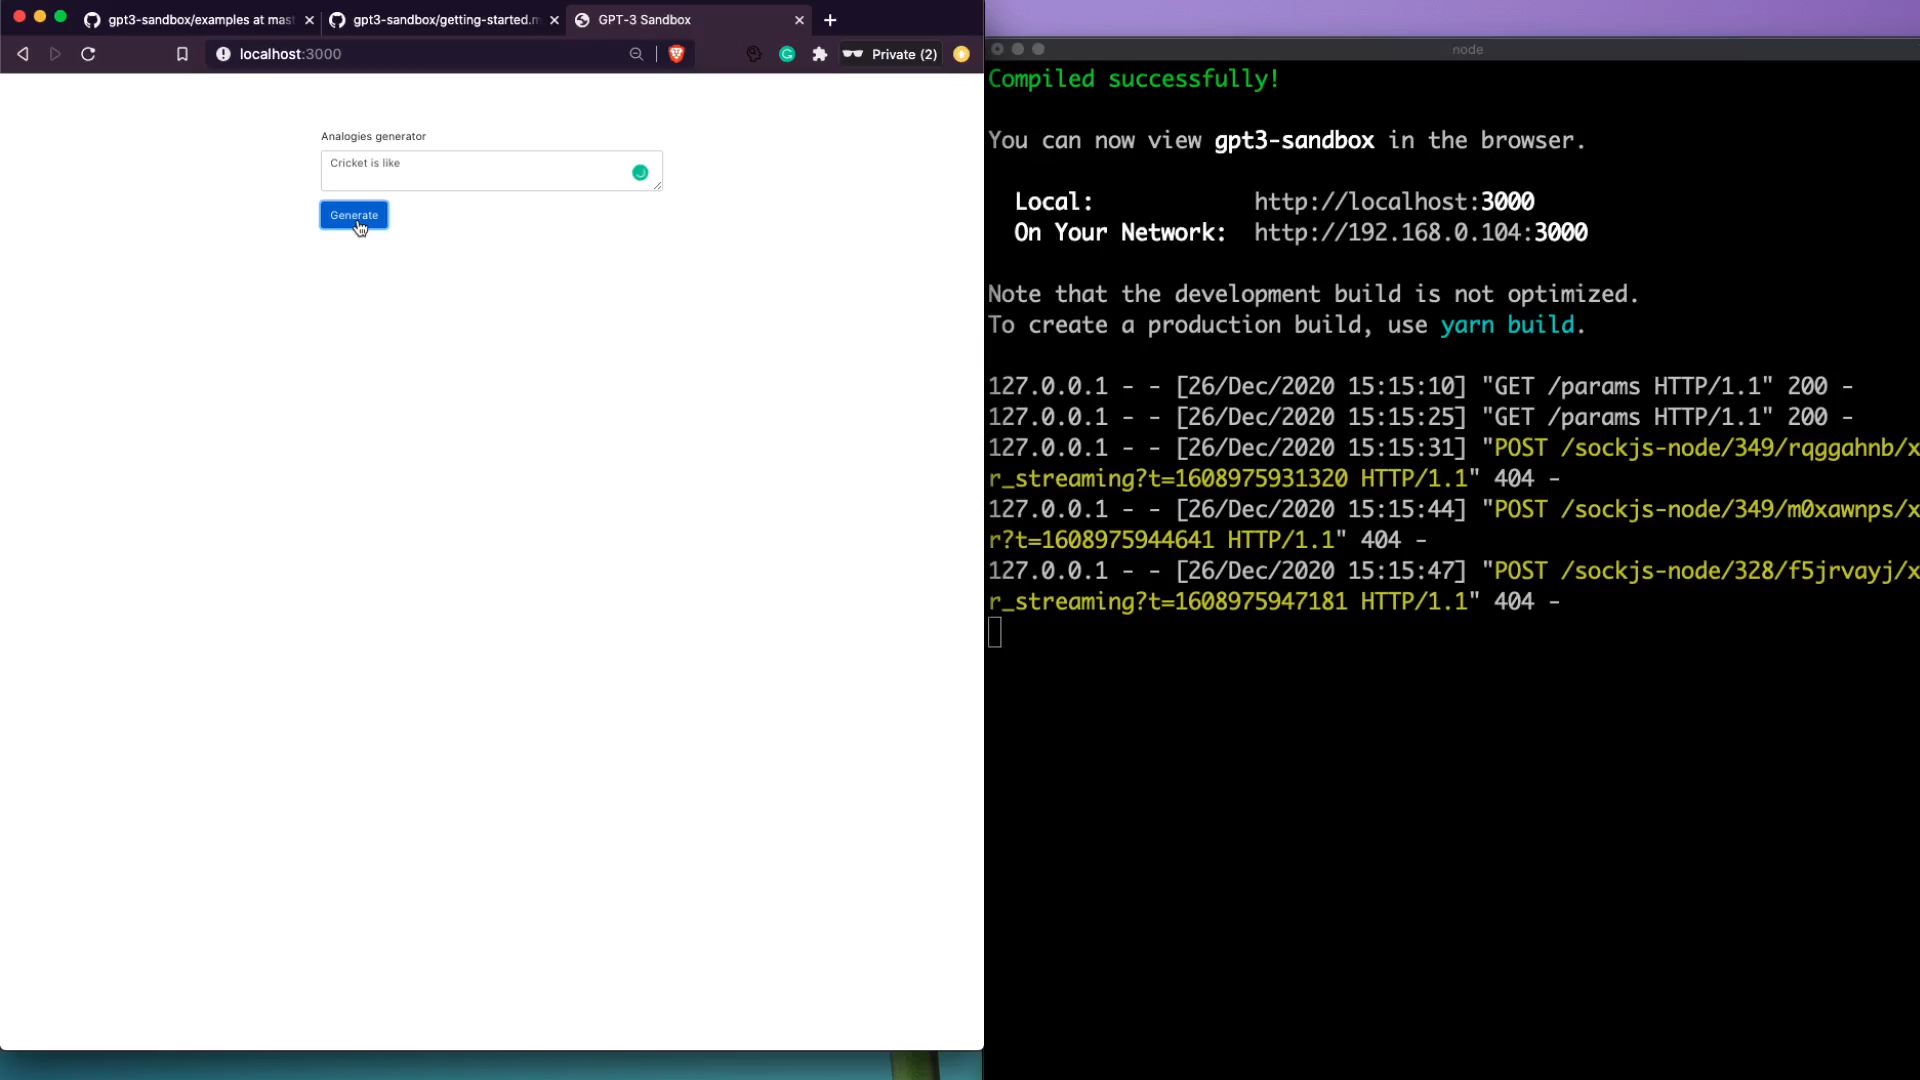 gpt3-sandbox/examples at mast
gpt3-sandbox/getting-started.m
GPT-3 Sandbox
localhost:3000
Private (2)
Analogies generator
Cricket is like
Generate
node
Compiled successfully!
You can now view gpt3-sandbox in the browser.
Local: http://localhost:3000
On Your Network: http://192.168.0.104:3000
Note that the development build is not optimized.
To create a production build, use yarn build.
127.0.0.1 - - [26/Dec/2020 15:15:10] "GET /params HTTP/1.1" 200 -
127.0.0.1 - - [26/Dec/2020 15:15:25] "GET /params HTTP/1.1" 200 -
127.0.0.1 - - [26/Dec/2020 15:15:31] "POST /sockjs-node/349/rqggahnb/x
r_streaming?t=1608975931320 HTTP/1.1" 404 -
127.0.0.1 - - [26/Dec/2020 15:15:44] "POST /sockjs-node/349/m0xawnps/x
r?t=1608975944641 HTTP/1.1" 404 -
127.0.0.1 - - [26/Dec/2020 15:15:47] "POST /sockjs-node/328/f5jrvayj/x
r_streaming?t=1608975947181 HTTP/1.1" 404 -